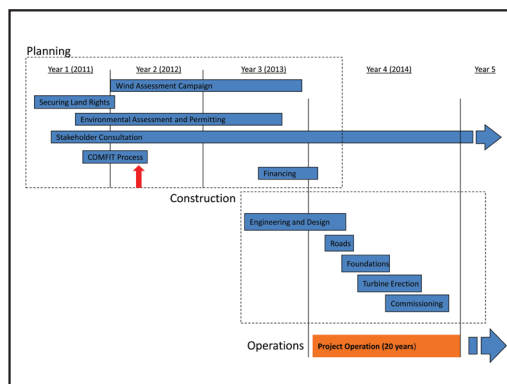 Planning
Year 1 (2011) Year 2 (2012) Year 3 (2013) Year 4 (2014) Year 5
Wind Assessment Campaign
Securing Land Rights
Environmental Assessment and Permitting
Stakeholder Consultation
COMFIT Process
Financing
Construction
Engineering and Design
Roads
Foundations
Turbine Erection
Commissioning
Operations
Project Operation (20 years)